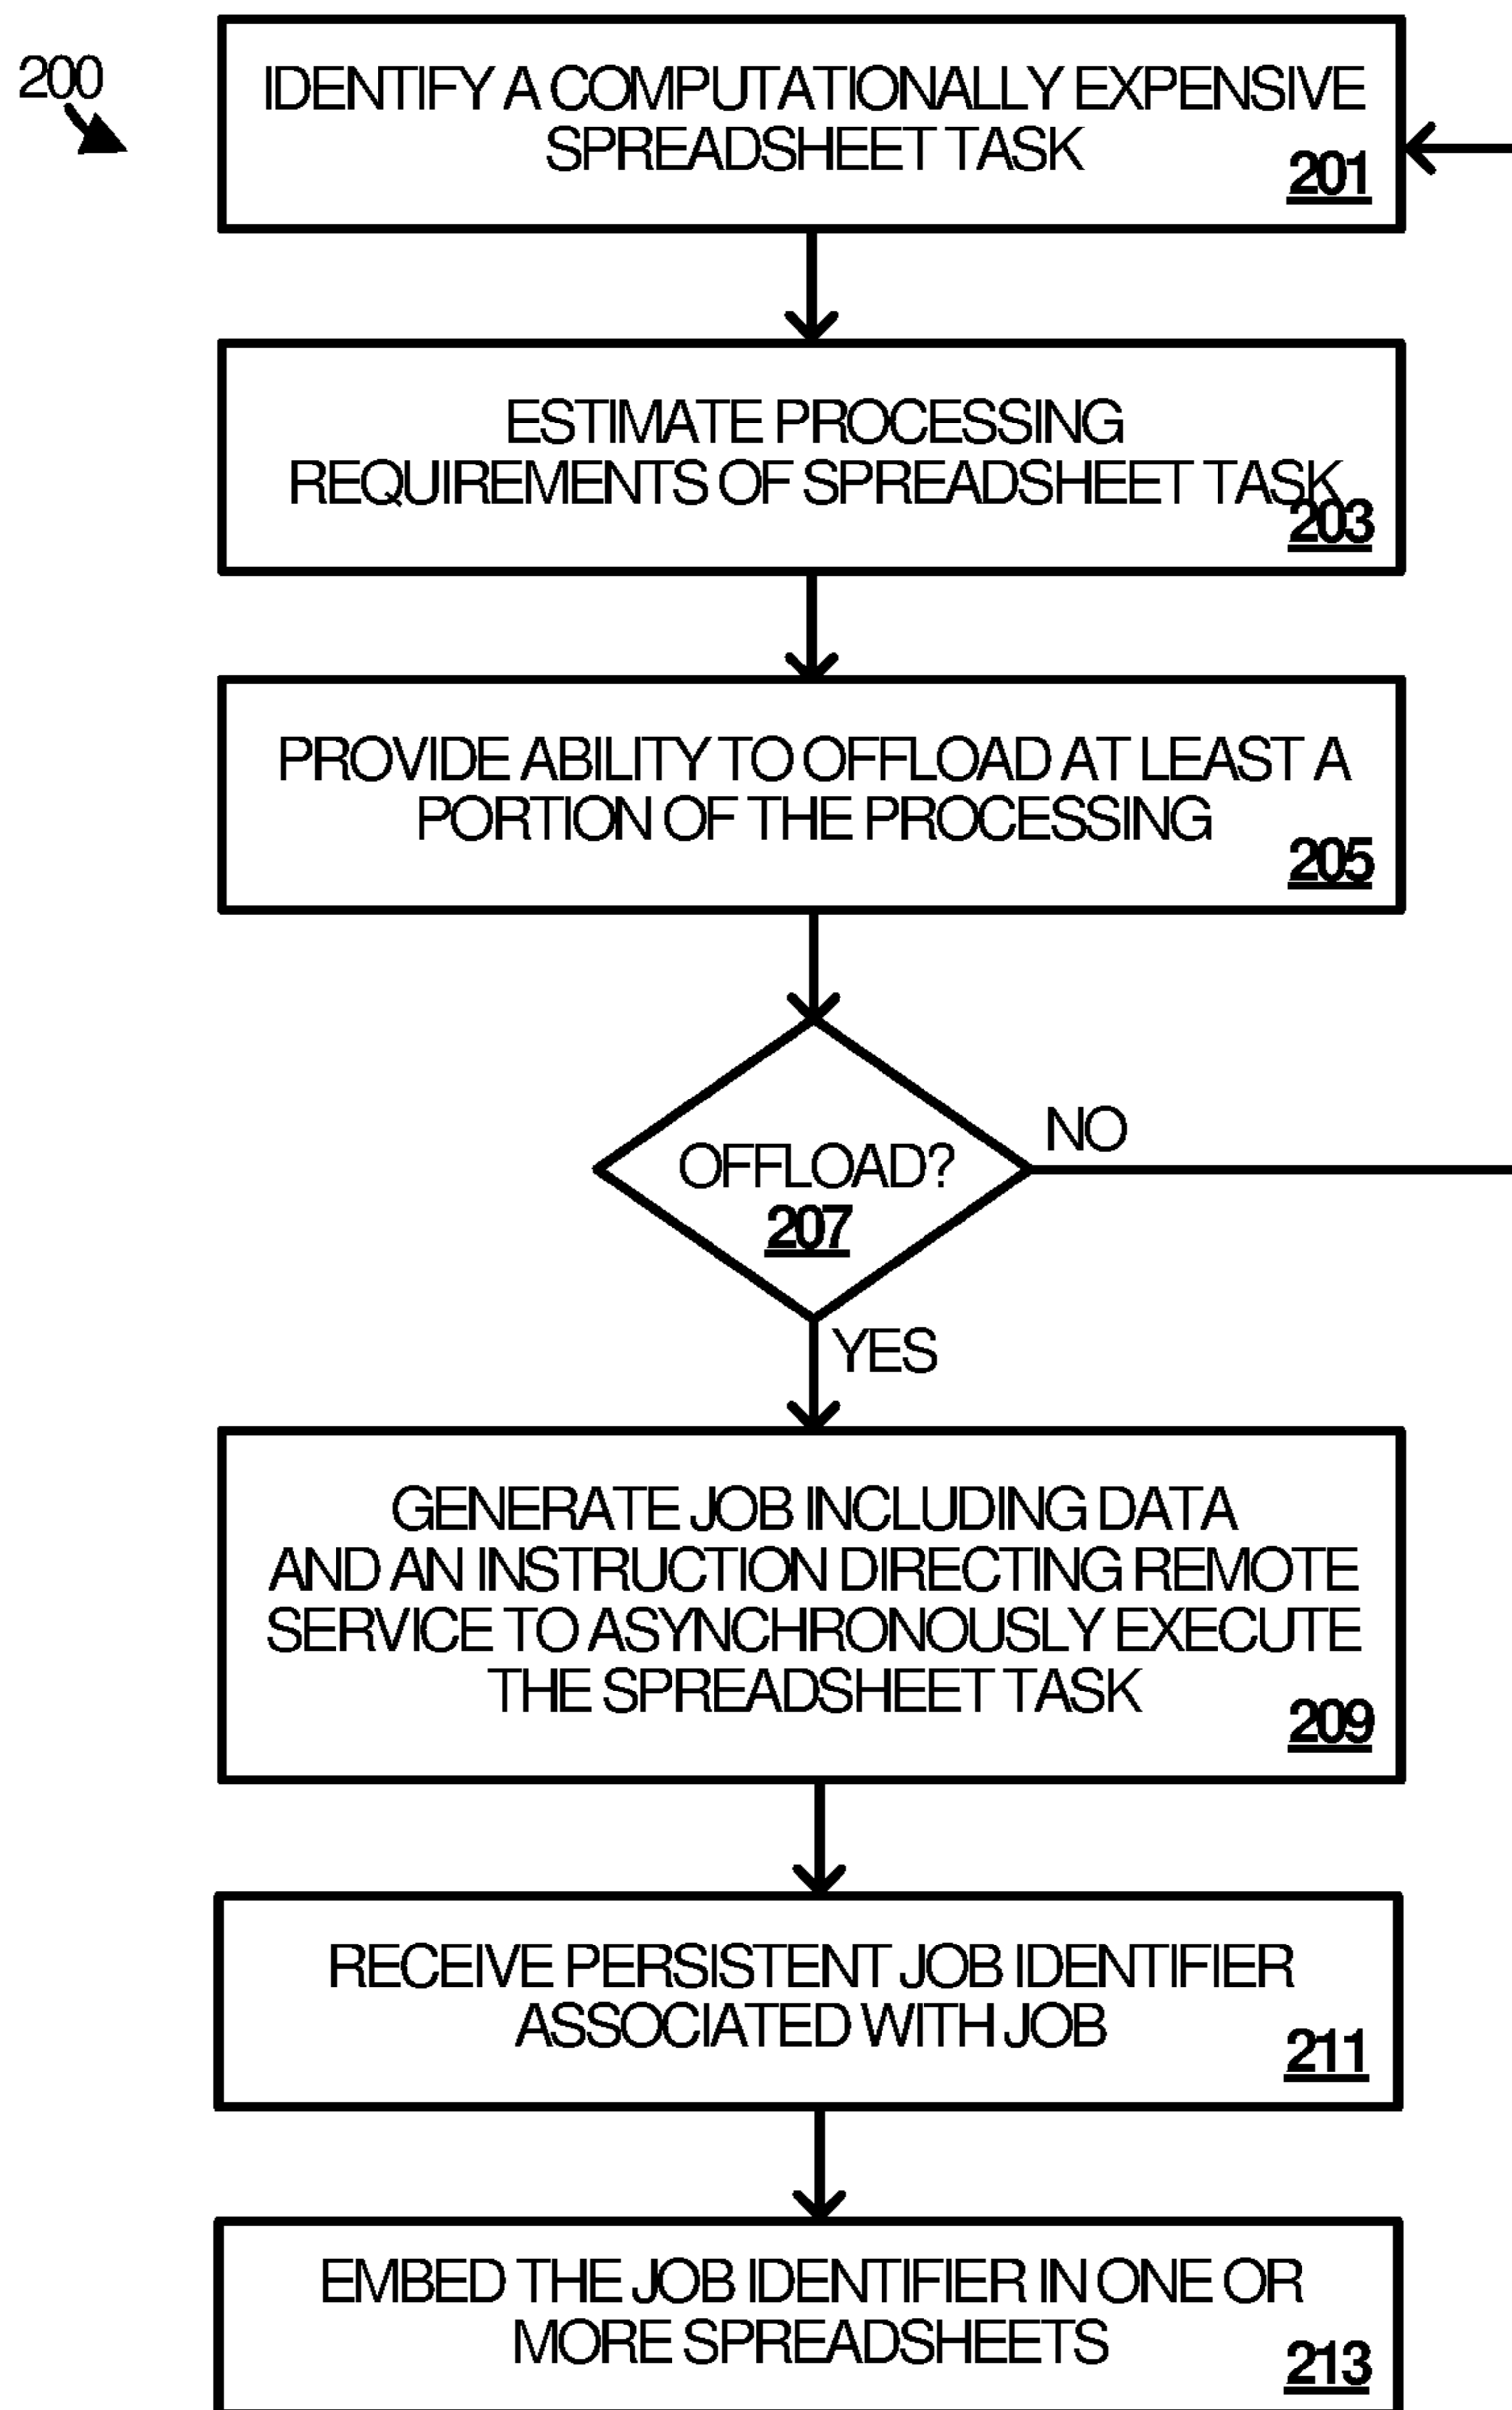 200
IDENTIFY A COMPUTATIONALLY EXPENSIVE
SPREADSHEET TASK
201
ESTIMATE PROCESSING
REQUIREMENTS OF SPREADSHEET TASK
203
PROVIDE ABILITY TO OFFLOAD AT LEAST A
PORTION OF THE PROCESSING
205
OFFLOAD?
207
NO
YES
GENERATE JOB INCLUDING DATA
AND AN INSTRUCTION DIRECTING REMOTE
SERVICE TO ASYNCHRONOUSLY EXECUTE
THE SPREADSHEET TASK
209
RECEIVE PERSISTENT JOB IDENTIFIER
ASSOCIATED WITH JOB
211
EMBED THE JOB IDENTIFIER IN ONE OR
MORE SPREADSHEETS
213